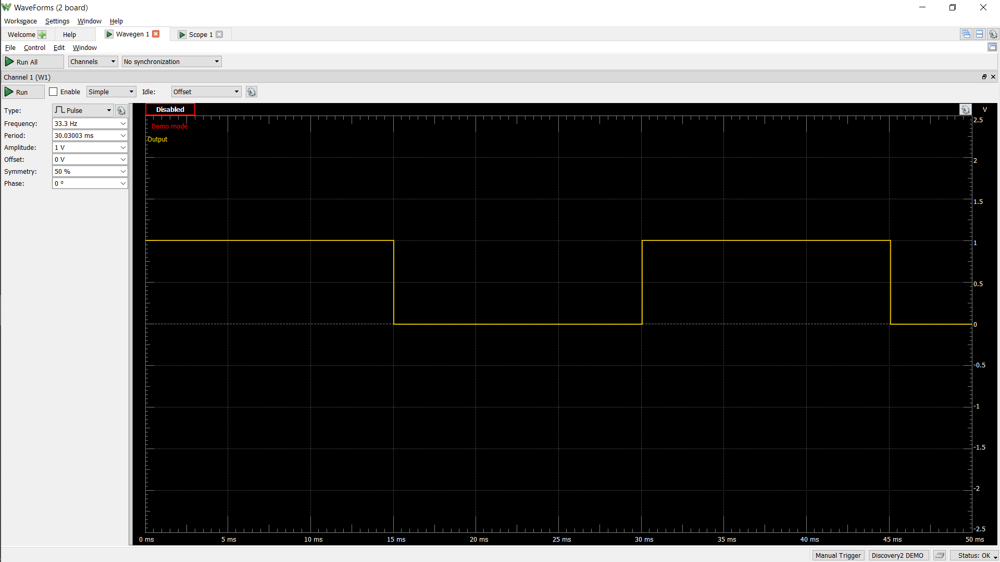 WaveForms (2 board)
Workspace Settings Window Help
Welcome Help Wavegen 1 Scope 1
File Control Edit Window
Run All Channels No synchronization
Channel 1 (W1)
Run Enable Simple Idle: Offset
Type: Pulse
Frequency: 33.3 Hz
Period: 30.03003 ms
Amplitude: 1 V
Offset: 0 V
Symmetry: 50 %
Phase: 0 º
Disabled V
Demo mode
Output
2.5
2
1.5
1
0.5
0
-0.5
-1
-1.5
-2
-2.5
0 ms 5 ms 10 ms 15 ms 20 ms 25 ms 30 ms 35 ms 40 ms 45 ms 50 ms
Manual Trigger Discovery2 DEMO Status: OK